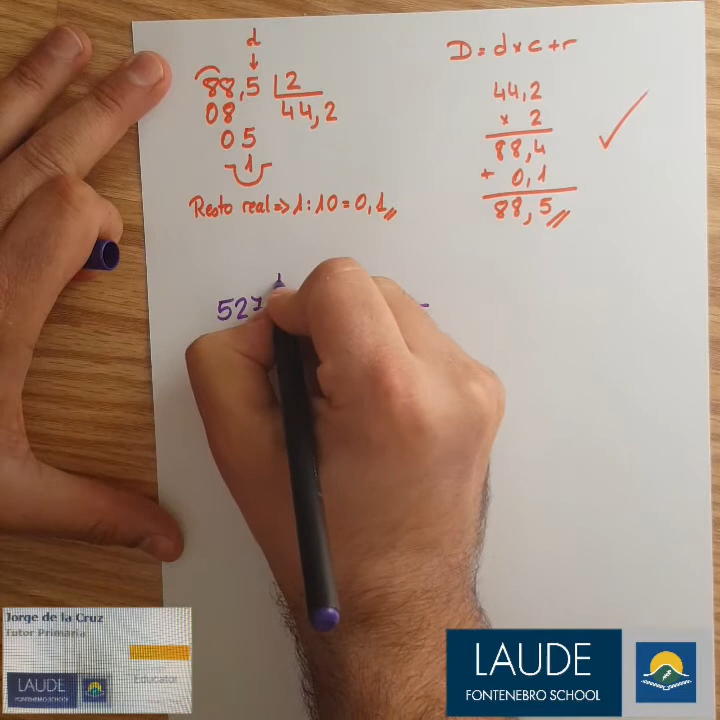 d
↓
88,5 2
08 44,2
05
1
Resto real => 1:10=0,1
D = d x c + r
44,2
x 2
88,4
+ 0,1
88,5
527
Jorge de la Cruz
Tutor Primaria
Educator
LAUDE
FONTENEBRO SCHOOL
LAUDE
FONTENEBRO SCHOOL